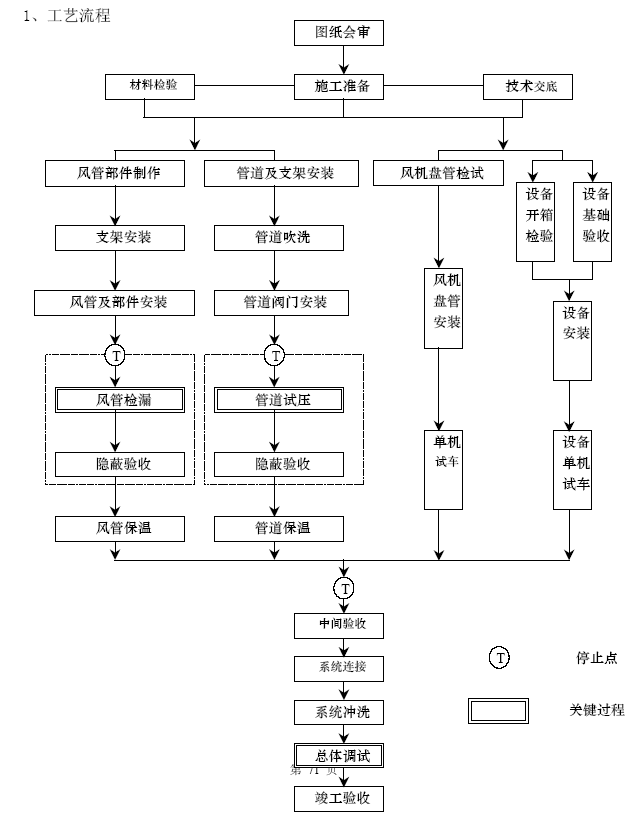 1、工艺流程
图纸会审
材料检验
施工准备
技术交底
风管部件制作
管道及支架安装
风机盘管检试
设备
开箱
检验
设备
基础
验收
支架安装
管道吹洗
风机
盘管
安装
风管及部件安装
管道阀门安装
设备
安装
T
T
风管检漏
管道试压
隐蔽验收
隐蔽验收
单机
试车
设备
单机
试车
风管保温
管道保温
T
中间验收
T 停止点
系统连接
系统冲洗
关键过程
总体调试
第 71 页
竣工验收